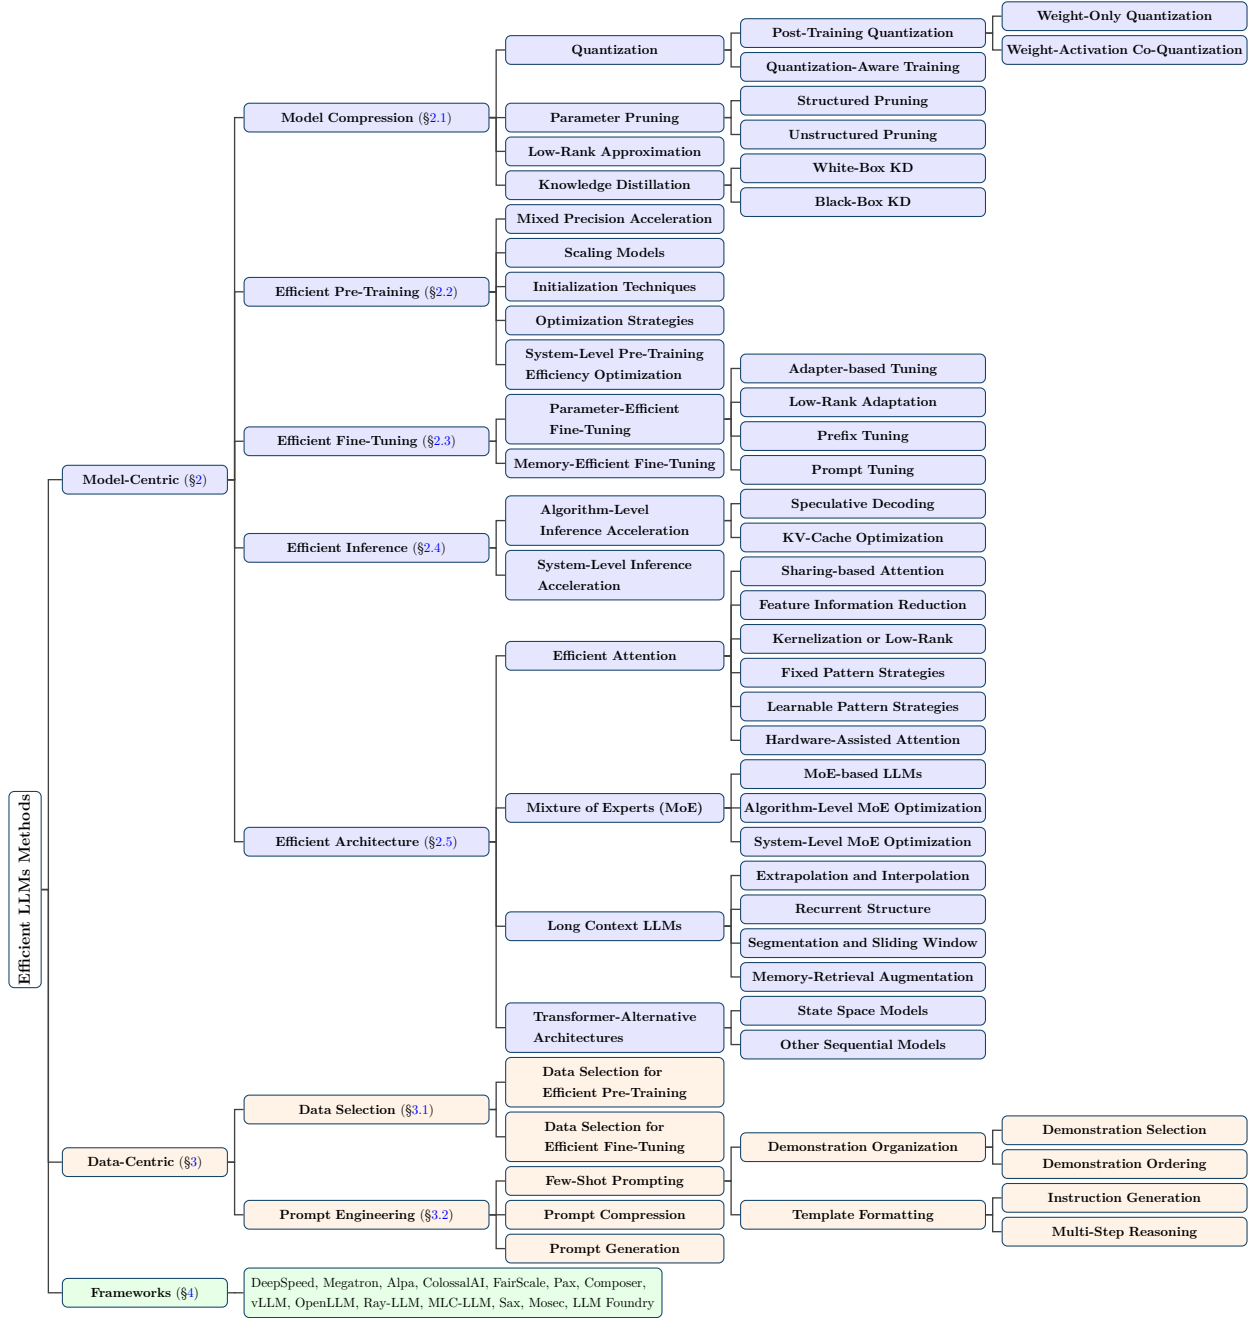 Efficient LLMs Methods
Model-Centric (§2)
Model Compression (§2.1)
Quantization
Post-Training Quantization
Weight-Only Quantization
Weight-Activation Co-Quantization
Quantization-Aware Training
Parameter Pruning
Structured Pruning
Unstructured Pruning
Low-Rank Approximation
Knowledge Distillation
White-Box KD
Black-Box KD
Efficient Pre-Training (§2.2)
Mixed Precision Acceleration
Scaling Models
Initialization Techniques
Optimization Strategies
System-Level Pre-Training
Efficiency Optimization
Efficient Fine-Tuning (§2.3)
Parameter-Efficient
Fine-Tuning
Adapter-based Tuning
Low-Rank Adaptation
Prefix Tuning
Prompt Tuning
Memory-Efficient Fine-Tuning
Efficient Inference (§2.4)
Algorithm-Level
Inference Acceleration
Speculative Decoding
KV-Cache Optimization
System-Level Inference
Acceleration
Efficient Architecture (§2.5)
Efficient Attention
Sharing-based Attention
Feature Information Reduction
Kernelization or Low-Rank
Fixed Pattern Strategies
Learnable Pattern Strategies
Hardware-Assisted Attention
Mixture of Experts (MoE)
MoE-based LLMs
Algorithm-Level MoE Optimization
System-Level MoE Optimization
Long Context LLMs
Extrapolation and Interpolation
Recurrent Structure
Segmentation and Sliding Window
Memory-Retrieval Augmentation
Transformer-Alternative
Architectures
State Space Models
Other Sequential Models
Data-Centric (§3)
Data Selection (§3.1)
Data Selection for
Efficient Pre-Training
Data Selection for
Efficient Fine-Tuning
Prompt Engineering (§3.2)
Few-Shot Prompting
Demonstration Organization
Demonstration Selection
Demonstration Ordering
Template Formatting
Instruction Generation
Multi-Step Reasoning
Prompt Compression
Prompt Generation
Frameworks (§4)
DeepSpeed, Megatron, Alpa, ColossalAI, FairScale, Pax, Composer,
vLLM, OpenLLM, Ray-LLM, MLC-LLM, Sax, Mosec, LLM Foundry